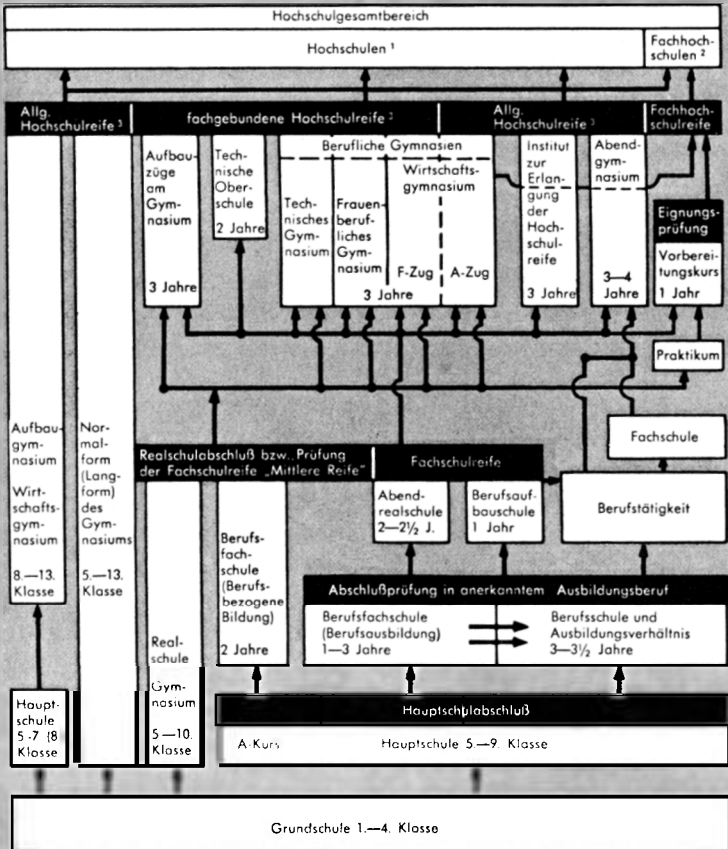 Hochschulgesamtbereich
Hochschulen ¹
Fachhoch-
schulen ²
Allg.
Hochschulreife ³
fachgebundene Hochschulreife ³
Allg.
Hochschulreife ³
Fachhoch-
schulreife
Aufbau-
züge
am
Gym-
nasium
3 Jahre
Tech-
nische
Ober-
schule
2 Jahre
Berufliche Gymnasien
Tech-
nisches
Gym-
nasium
Frauen-
beruf-
liches
Gym-
nasium
Wirtschafts-
gymnasium
F-Zug
A-Zug
3 Jahre
Institut
zur
Erlan-
gung
der
Hoch-
schul-
reife
3 Jahre
Abend-
gym-
nasium
3—4
Jahre
Eignungs-
prüfung
Vorberei-
tungskurs
1 Jahr
Praktikum
Fachschule
Aufbau-
gym-
nasium
Wirt-
schafts-
gym-
nasium
8.—13.
Klasse
Nor-
mal-
form
(Lang-
form)
des
Gym-
nasiums
5.—13.
Klasse
Realschulabschluß bzw. Prüfung
der Fachschulreife „Mittlere Reife"
Fachschulreife
Real-
schule
Gym-
nasium
5—10.
Klasse
Berufs-
fach-
schule
(Berufs-
bezogene
Bildung)
2 Jahre
Abend-
realschule
2—2½ J.
Berufsauf-
bauschule
1 Jahr
Berufstätigkeit
Abschlußprüfung in anerkanntem Ausbildungsberuf
Berufsfachschule
(Berufsausbildung)
1—3 Jahre
Berufsschule und
Ausbildungsverhältnis
3—3½ Jahre
Haupt-
schule
5-7 (8
Klasse
Hauptschulabschluß
A-Kurs
Hauptschule 5.—9. Klasse
Grundschule 1.—4. Klasse